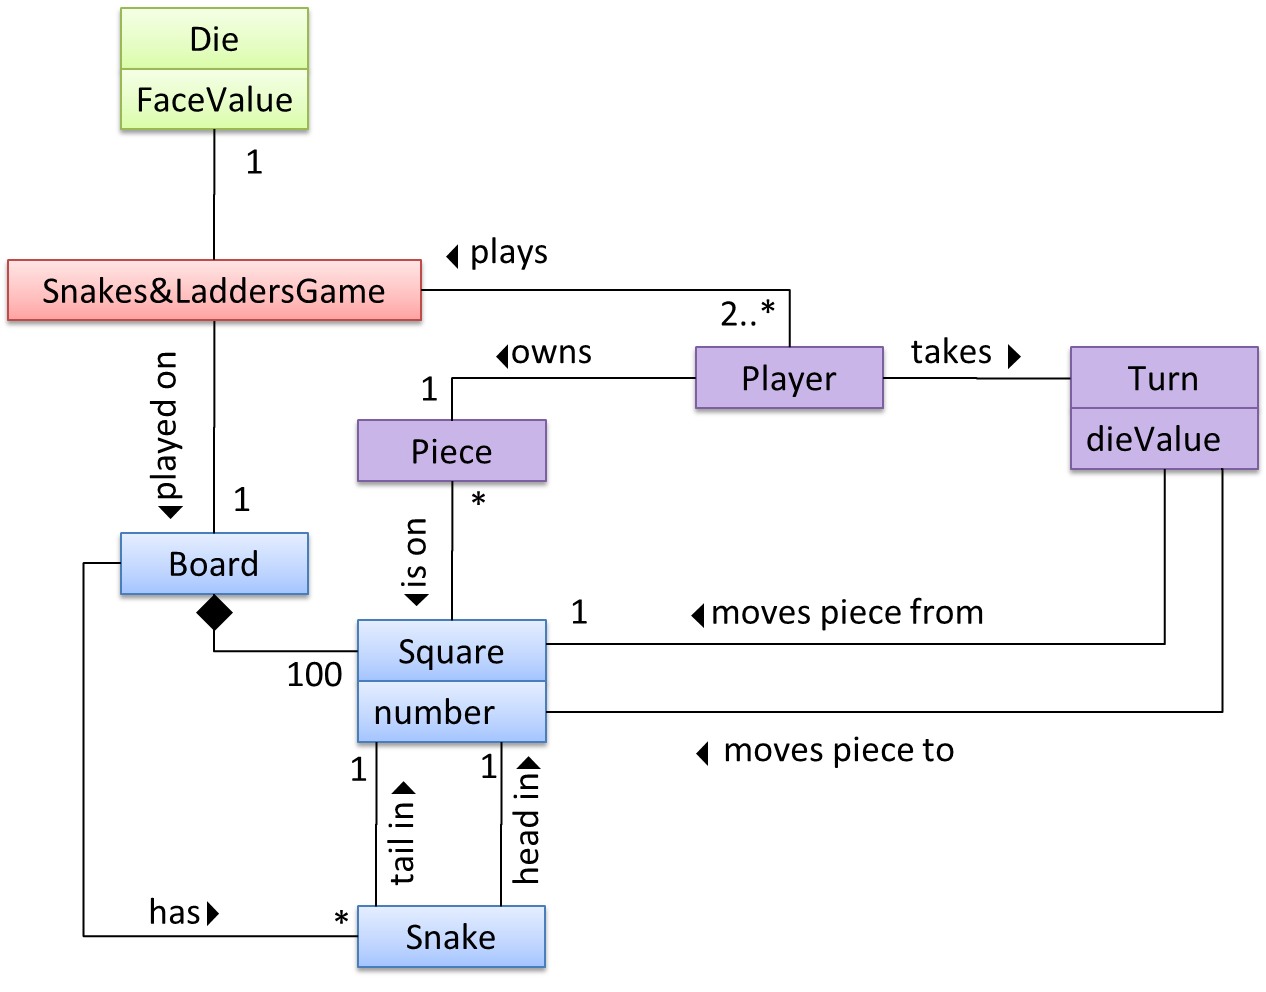 Die
FaceValue
1
plays
Snakes&LaddersGame
2..*
owns
takes
Player
Turn
dieValue
1
played on
Piece
*
1
is on
Board
1
moves piece from
Square
100
number
moves piece to
1
1
tail in
head in
has
*
Snake